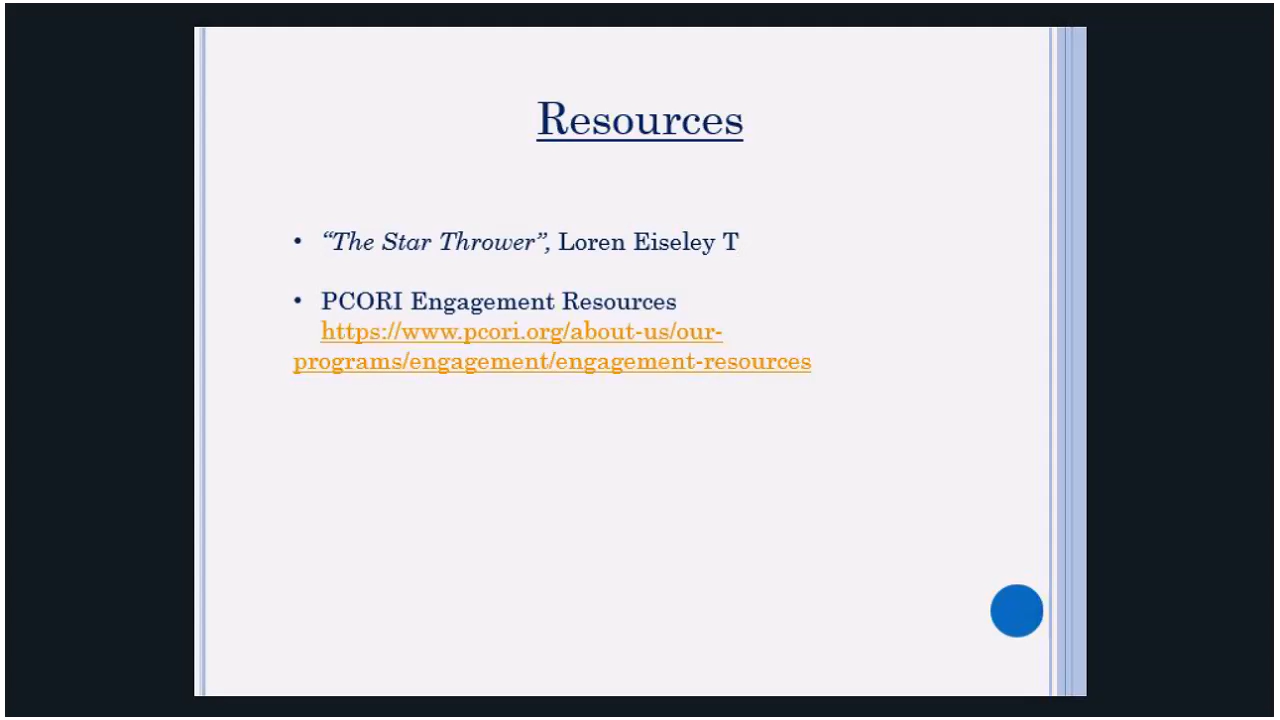 Resources
• “The Star Thrower”, Loren Eiseley T
• PCORI Engagement Resources
https://www.pcori.org/about-us/our-
programs/engagement/engagement-resources